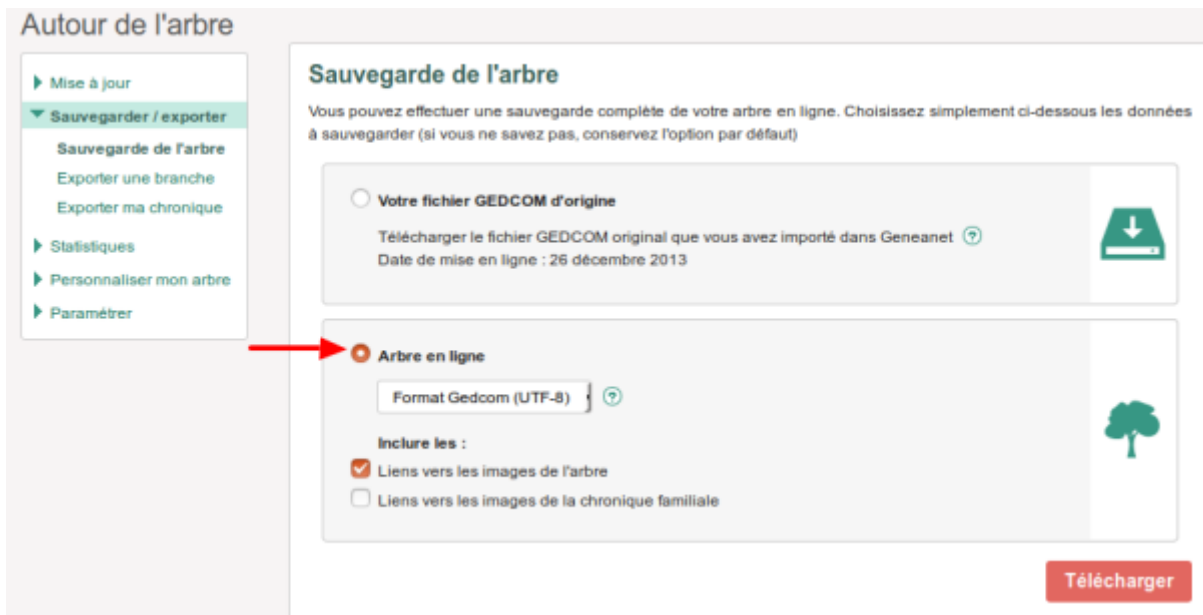 Autour de l'arbre
Mise à jour
Sauvegarder / exporter
Sauvegarde de l'arbre
Exporter une branche
Exporter ma chronique
Statistiques
Personnaliser mon arbre
Paramétrer
Sauvegarde de l'arbre
Vous pouvez effectuer une sauvegarde complète de votre arbre en ligne. Choisissez simplement ci-dessous les données
à sauvegarder (si vous ne savez pas, conservez l'option par défaut)
Votre fichier GEDCOM d'origine
Télécharger le fichier GEDCOM original que vous avez importé dans Geneanet ?
Date de mise en ligne : 26 décembre 2013
Arbre en ligne
Format Gedcom (UTF-8) ?
Inclure les :
Liens vers les images de l'arbre
Liens vers les images de la chronique familiale
Télécharger